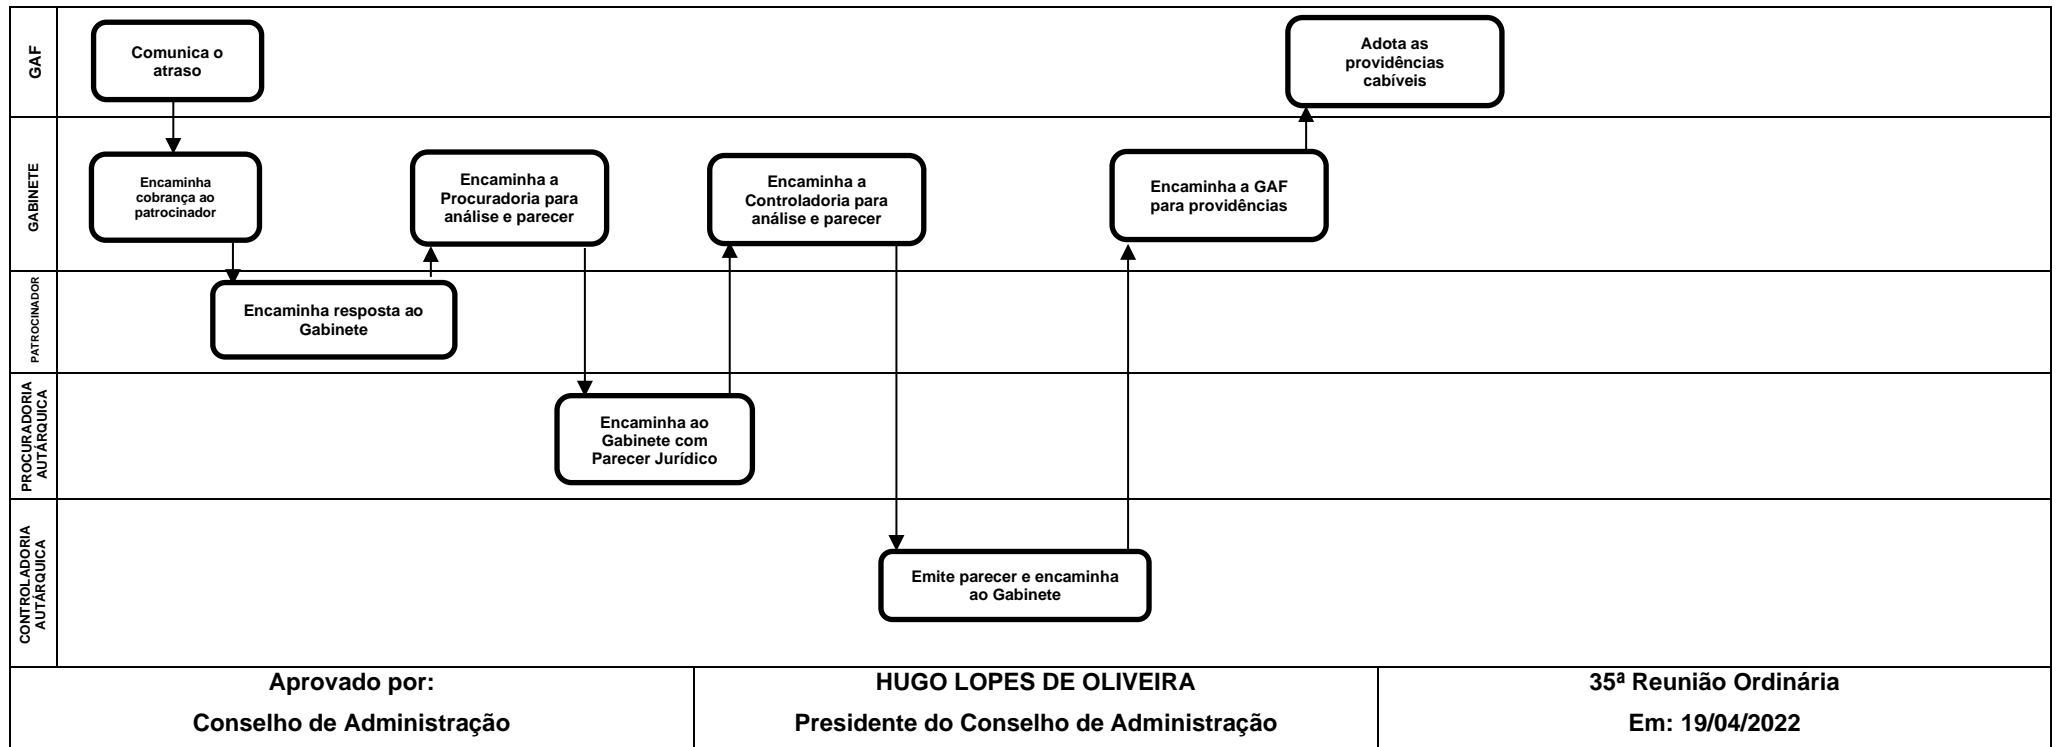 GAF
Comunica o
atraso
Adota as
providências
cabíveis
GABINETE
Encaminha
cobrança ao
patrocinador
Encaminha a
Procuradoria para
análise e parecer
Encaminha a
Controladoria para
análise e parecer
Encaminha a GAF
para providências
PATROCINADOR
Encaminha resposta ao
Gabinete
PROCURADORIA
AUTÁRQUICA
Encaminha ao
Gabinete com
Parecer Jurídico
CONTROLADORIA
AUTÁRQUICA
Emite parecer e encaminha
ao Gabinete
Aprovado por:
Conselho de Administração
HUGO LOPES DE OLIVEIRA
Presidente do Conselho de Administração
35ª Reunião Ordinária
Em: 19/04/2022